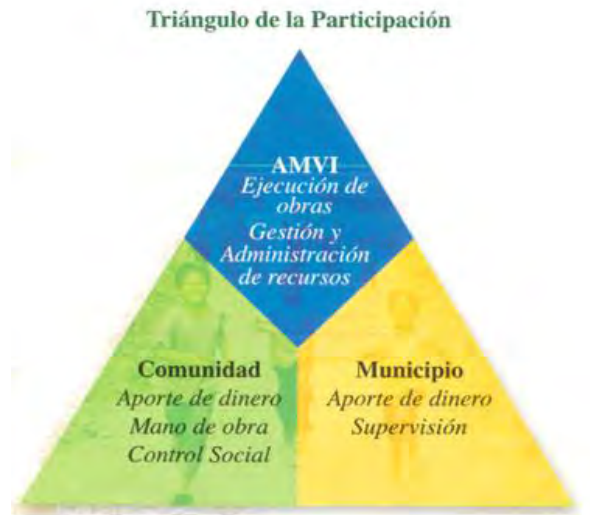 Triángulo de la Participación
AMVI
Ejecución de
obras
Gestión y
Administración
de recursos
Comunidad
Aporte de dinero
Mano de obra
Control Social
Municipio
Aporte de dinero
Supervisión